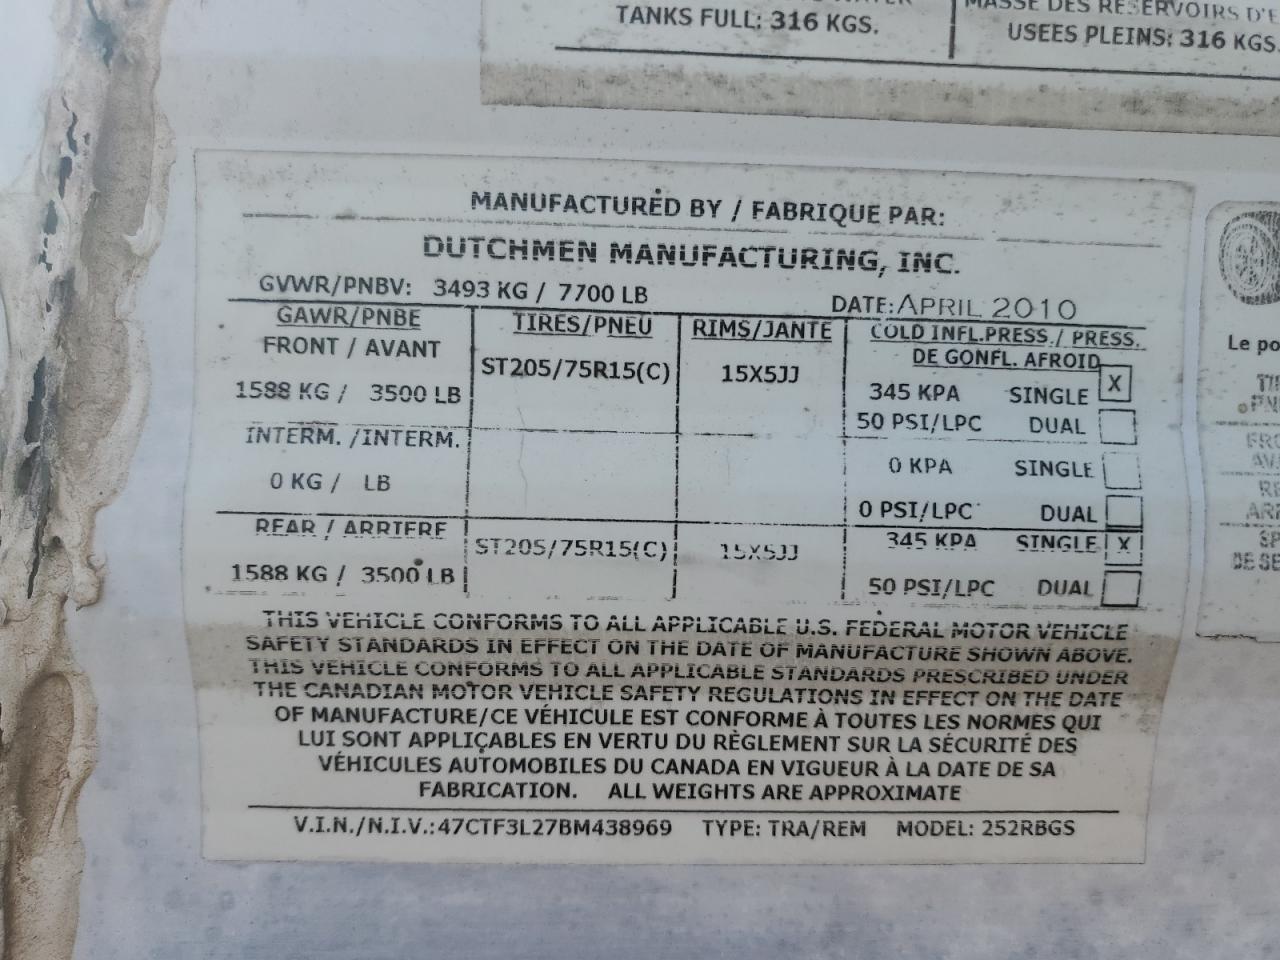 TANKS FULL: 316 KGS.
MASSE DES RESERVOIRS D'E
USEES PLEINS: 316 KGS.
MANUFACTURED BY / FABRIQUE PAR:
DUTCHMEN MANUFACTURING, INC.
GVWR/PNBV: 3493 KG / 7700 LB
DATE: APRIL 2010
GAWR/PNBE TIRES/PNEU RIMS/JANTE COLD INFL.PRESS./ PRESS.
DE GONFL. AFROID
FRONT / AVANT
1588 KG / 3500 LB ST205/75R15(C) 15X5JJ 345 KPA SINGLE X
50 PSI/LPC DUAL
INTERM. /INTERM.
0 KG / LB 0 KPA SINGLE
0 PSI/LPC DUAL
REAR / ARRIERE
1588 KG / 3500 LB ST205/75R15(C) 15X5JJ 345 KPA SINGLE X
50 PSI/LPC DUAL
THIS VEHICLE CONFORMS TO ALL APPLICABLE U.S. FEDERAL MOTOR VEHICLE
SAFETY STANDARDS IN EFFECT ON THE DATE OF MANUFACTURE SHOWN ABOVE.
THIS VEHICLE CONFORMS TO ALL APPLICABLE STANDARDS PRESCRIBED UNDER
THE CANADIAN MOTOR VEHICLE SAFETY REGULATIONS IN EFFECT ON THE DATE
OF MANUFACTURE/CE VÉHICULE EST CONFORME À TOUTES LES NORMES QUI
LUI SONT APPLIÇABLES EN VERTU DU RÈGLEMENT SUR LA SÉCURITÉ DES
VÉHICULES AUTOMOBILES DU CANADA EN VIGUEUR À LA DATE DE SA
FABRICATION. ALL WEIGHTS ARE APPROXIMATE
V.I.N./N.I.V.:47CTF3L27BM438969 TYPE: TRA/REM MODEL: 252RBGS
Le po